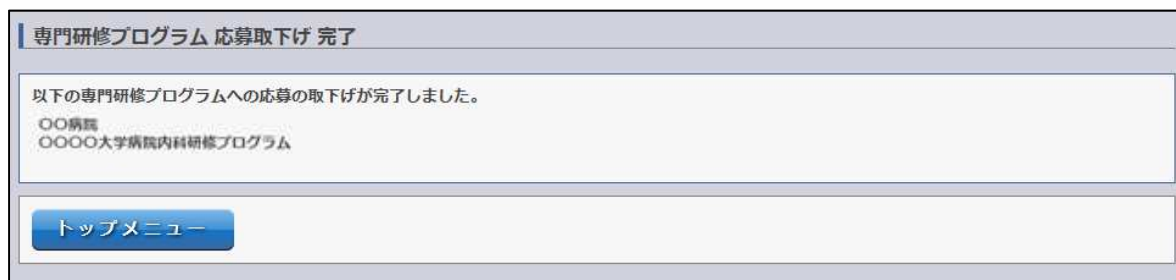 専門研修プログラム 応募取下げ 完了
以下の専門研修プログラムへの応募の取下げが完了しました。
〇〇病院
〇〇〇〇大学病院内科研修プログラム
トップメニュー